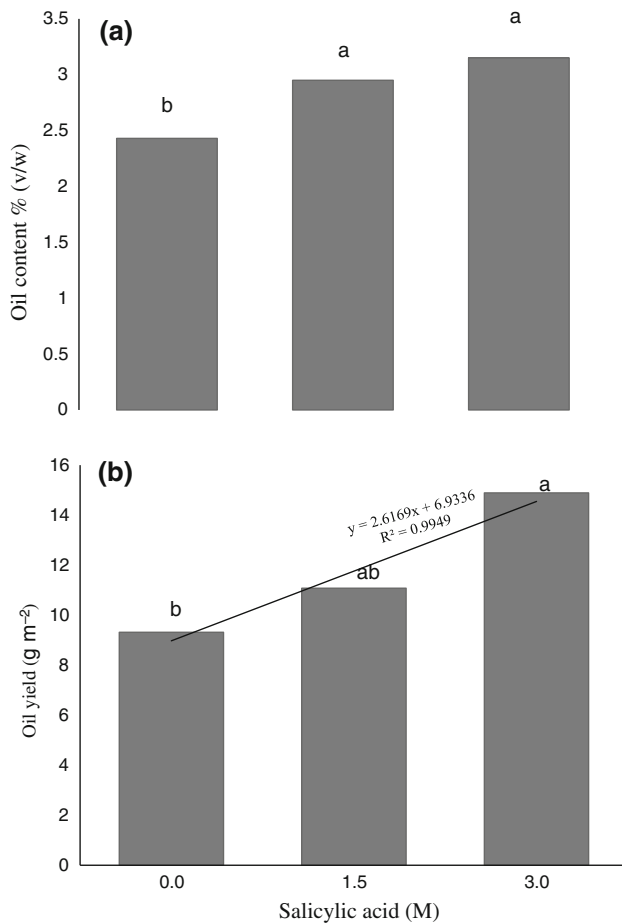 (a)
3.5
3
2.5
2
1.5
1
0.5
0
Oil content % (v/w)
b
a
a
(b)
16
14
12
10
8
6
4
2
0
Oil yield (g m⁻²)
y = 2.6169x + 6.9336
R² = 0.9949
b
ab
a
0.0 1.5 3.0
Salicylic acid (M)